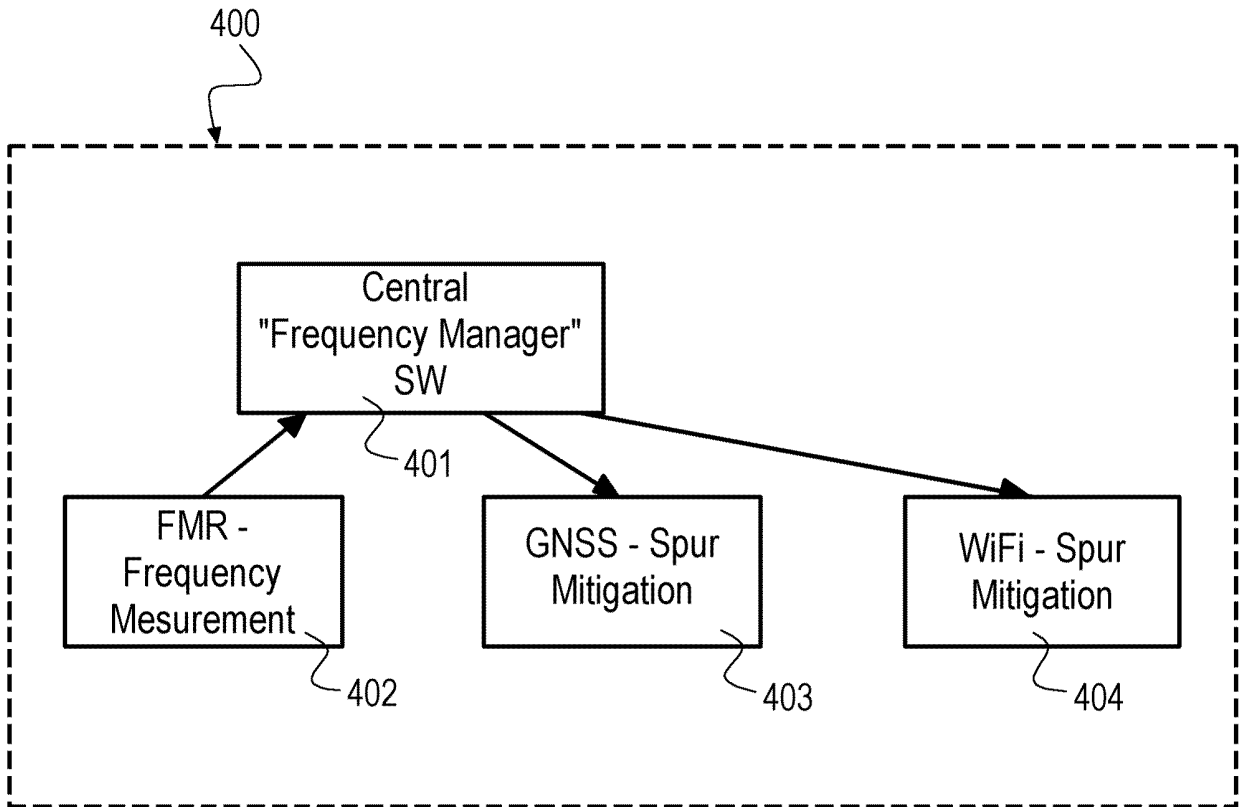 400
Central
"Frequency Manager"
SW
401
FMR -
Frequency
Mesurement
402
GNSS - Spur
Mitigation
403
WiFi - Spur
Mitigation
404